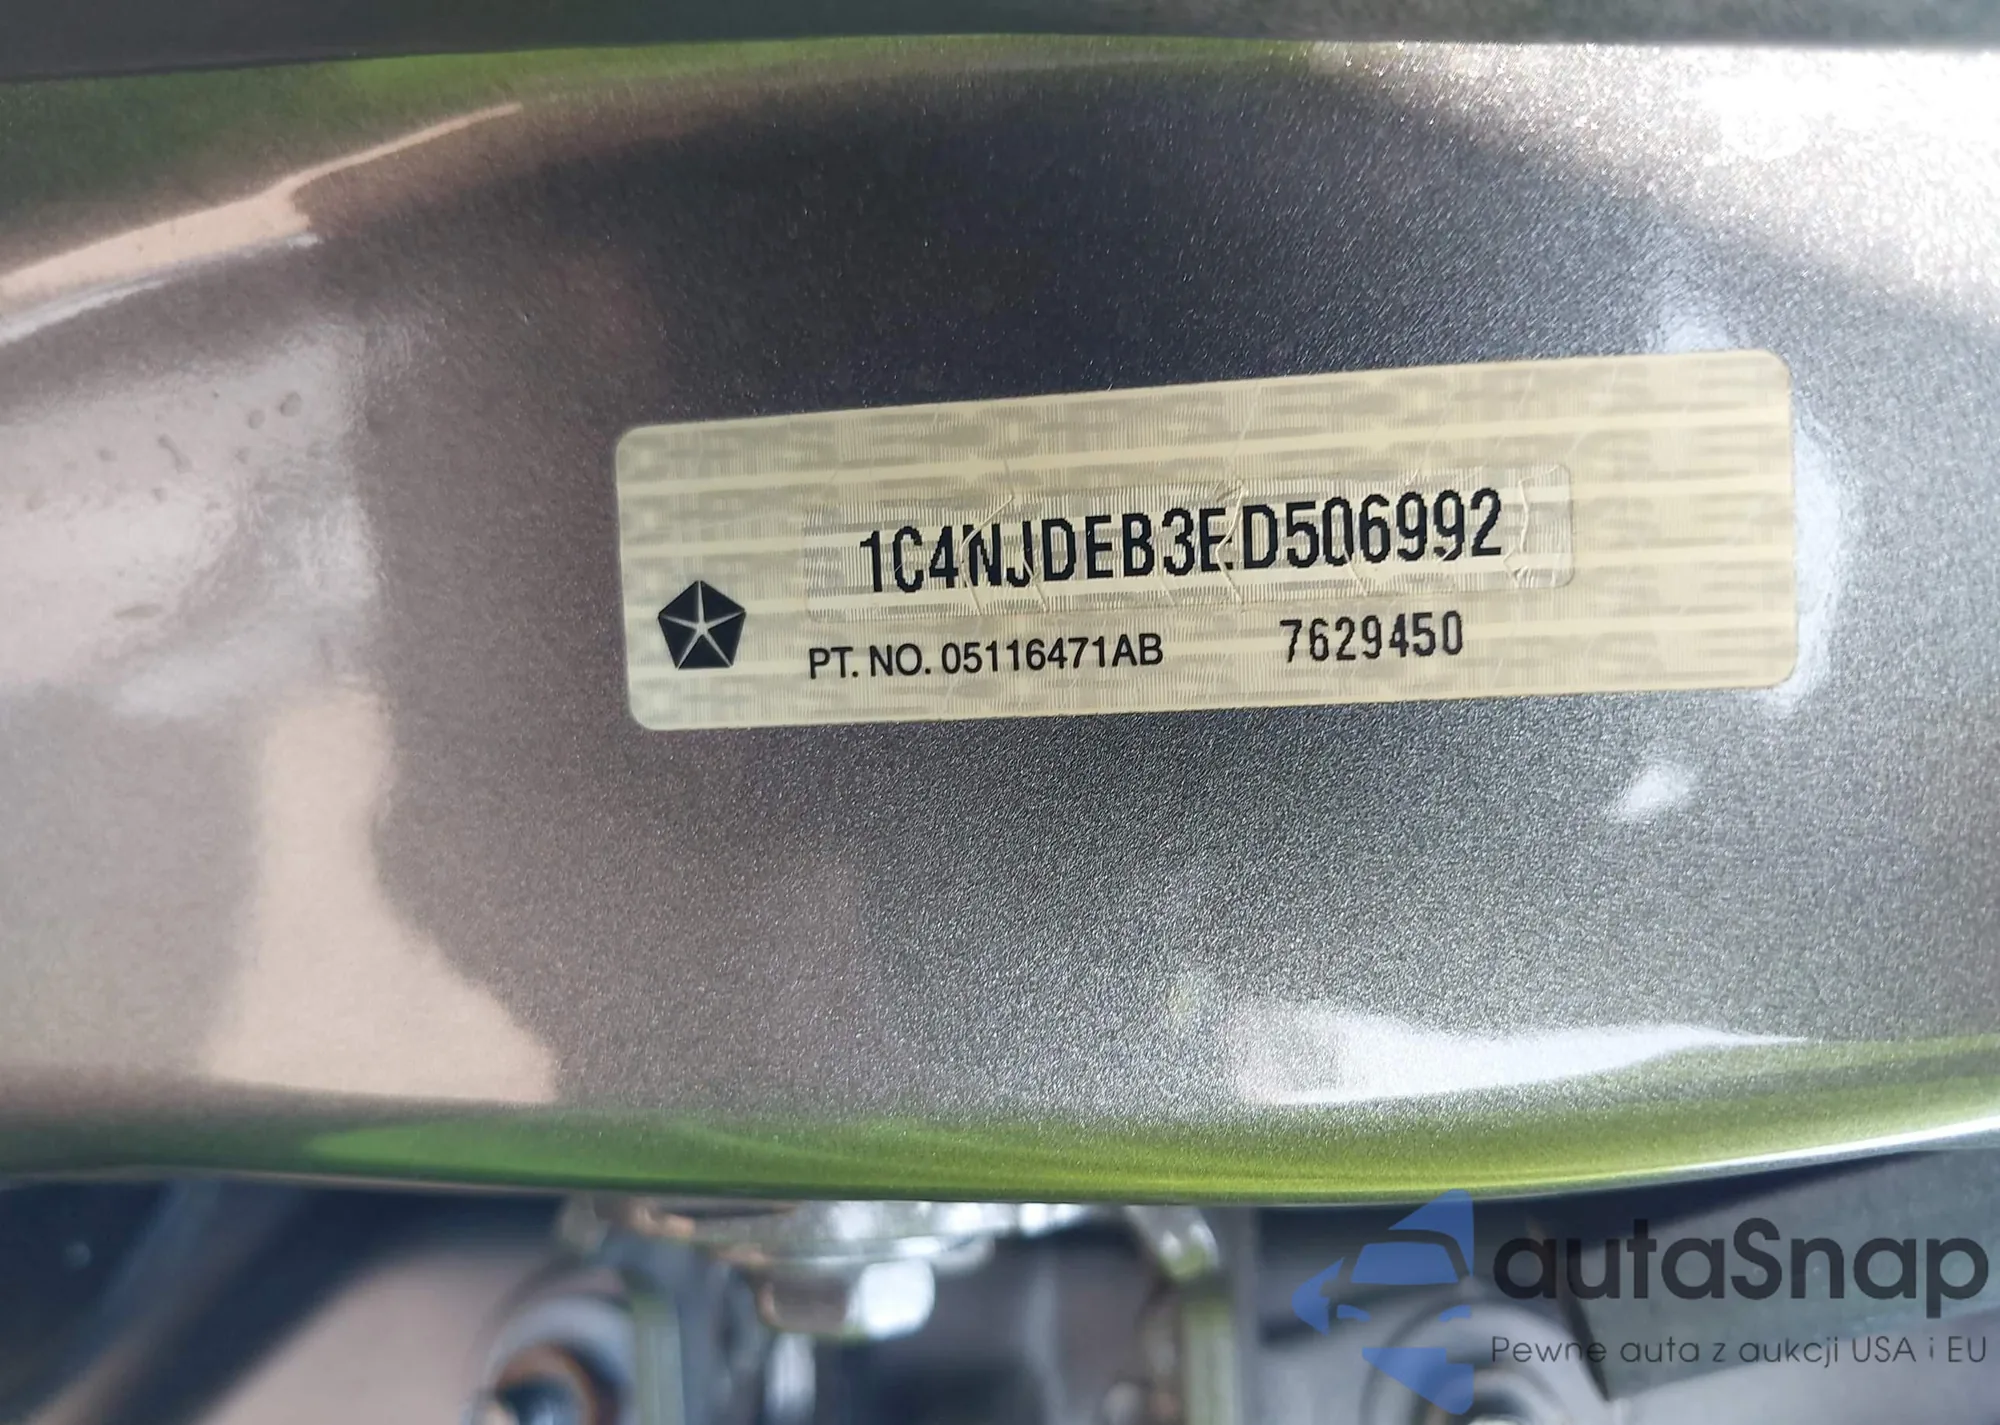 1C4NJDEB3ED506992
PT. NO. 05116471AB 7629450
autaSnap
Pewne auta z aukcji USA i EU